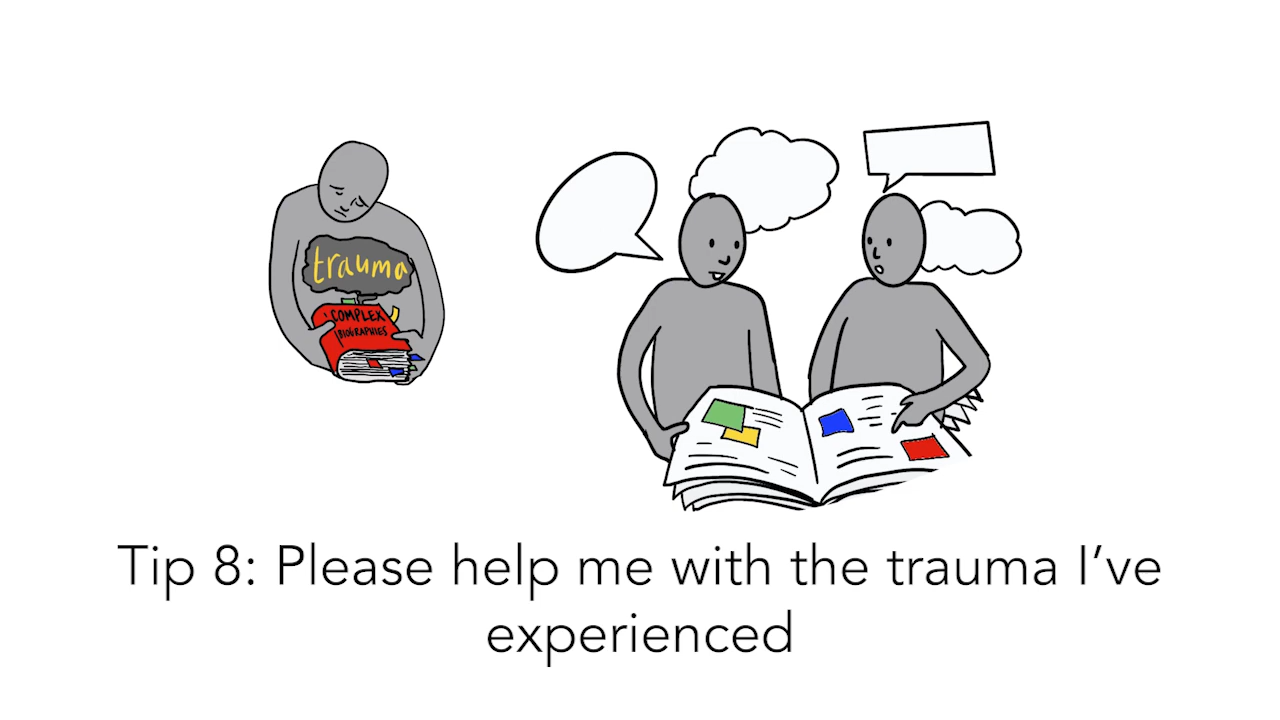 trauma
COMPLEX
BIOGRAPHIES
Tip 8: Please help me with the trauma I’ve
experienced